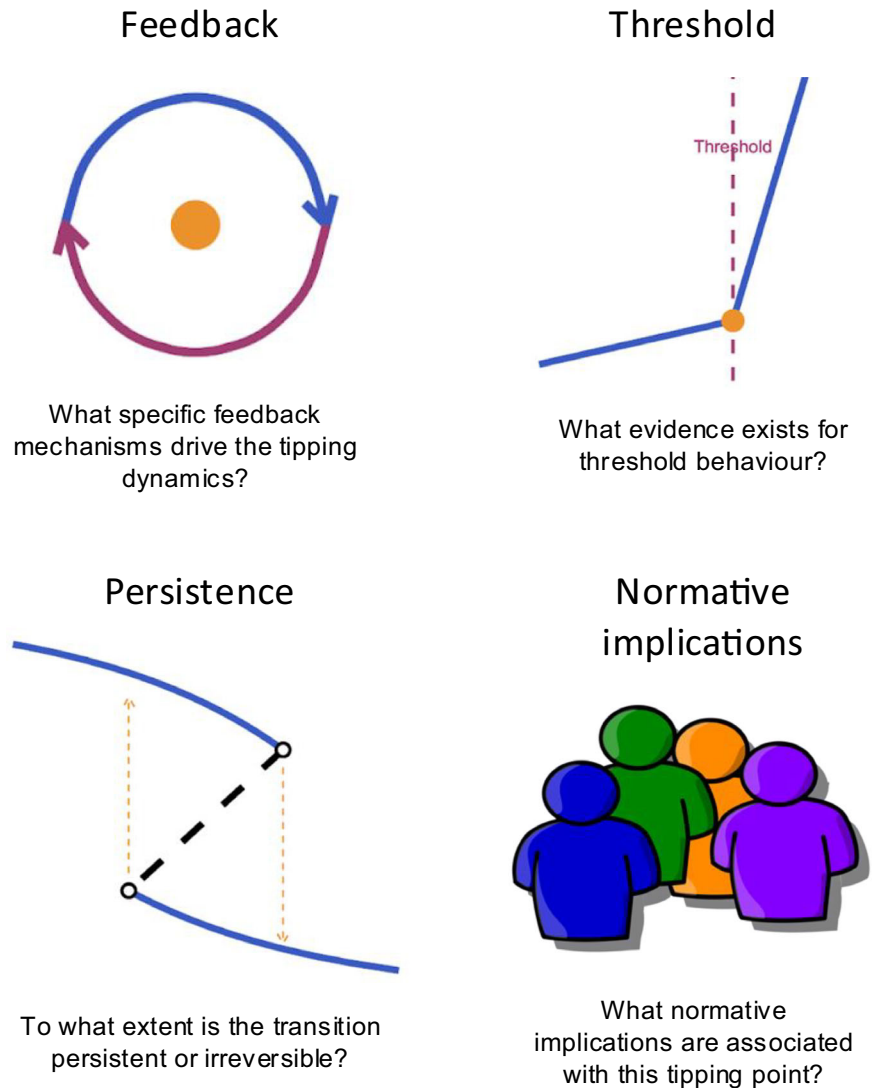 Feedback
Threshold
Threshold
What specific feedback
mechanisms drive the tipping
dynamics?
What evidence exists for
threshold behaviour?
Persistence
Normative
implications
To what extent is the transition
persistent or irreversible?
What normative
implications are associated
with this tipping point?